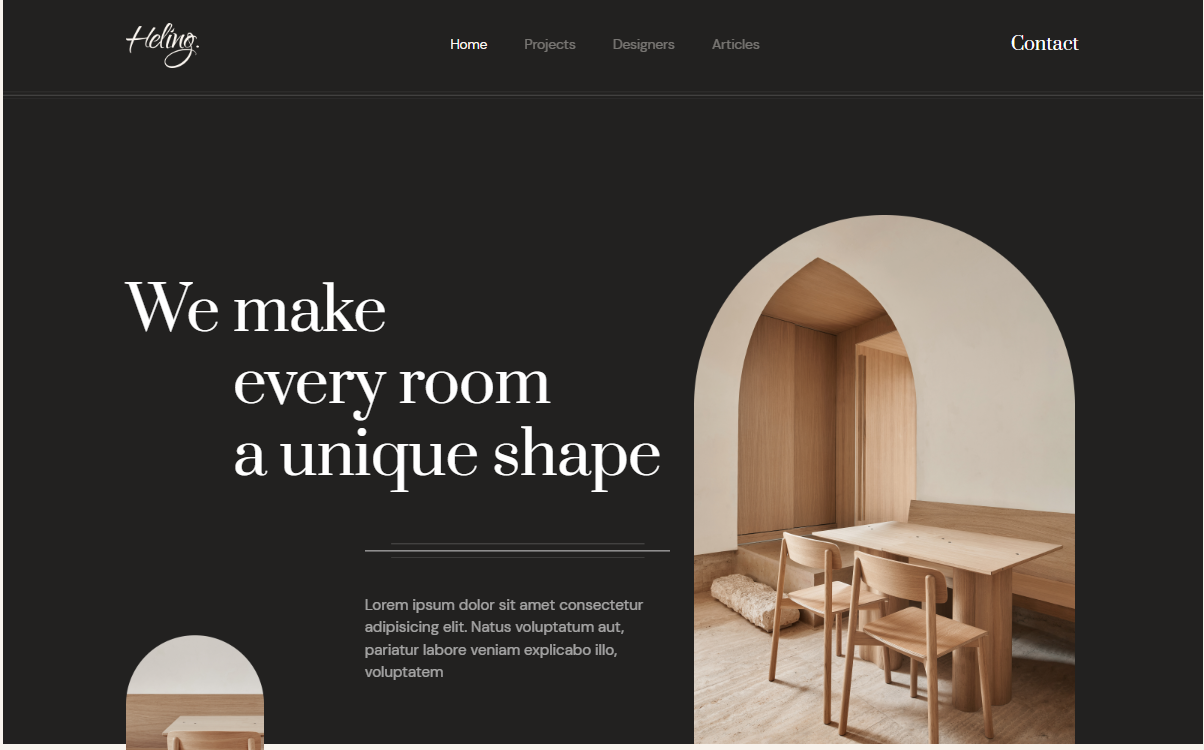 Heling.
Home Projects Designers Articles
Contact
We make
every room
a unique shape
Lorem ipsum dolor sit amet consectetur
adipisicing elit. Natus voluptatum aut,
pariatur labore veniam explicabo illo,
voluptatem